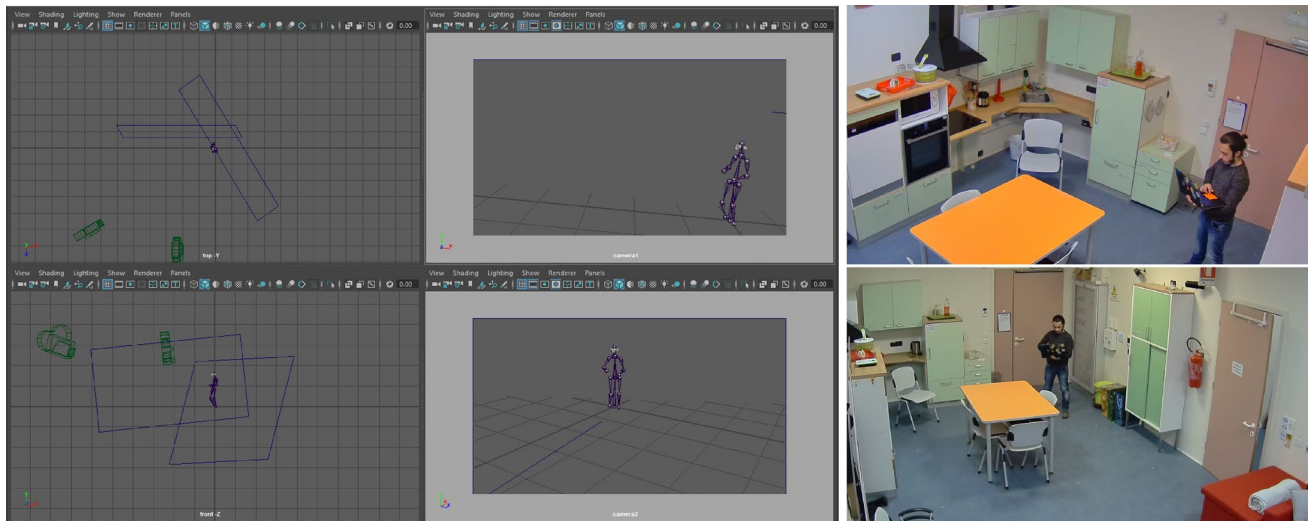 View Shading Lighting Show Renderer Panels
0.00
top -Y
View Shading Lighting Show Renderer Panels
0.00
camera1
View Shading Lighting Show Renderer Panels
0.00
front -Z
View Shading Lighting Show Renderer Panels
0.00
camera2